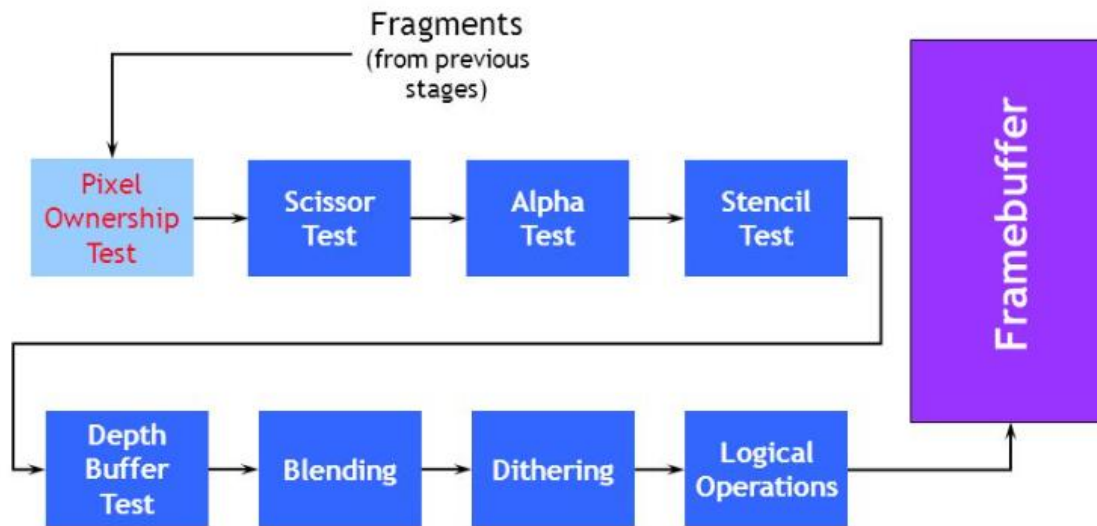 Fragments
(from previous
stages)
Pixel
Ownership
Test
Scissor
Test
Alpha
Test
Stencil
Test
Framebuffer
Depth
Buffer
Test
Blending
Dithering
Logical
Operations